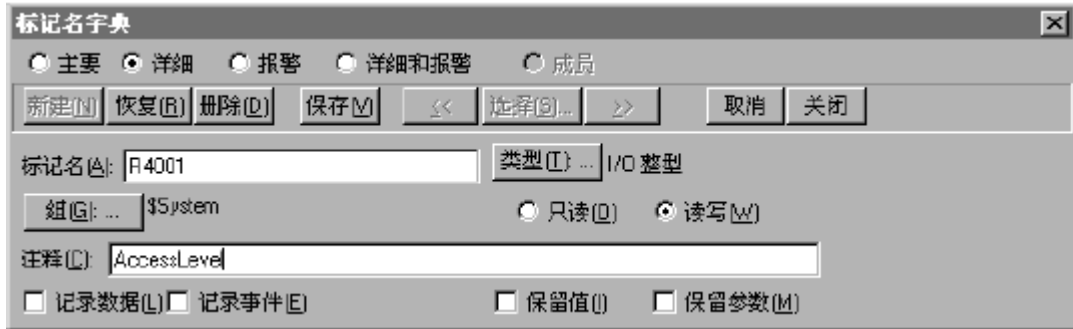 标记名字典
主要 详细 报警 详细和报警 成员
新建(N) 恢复(R) 删除(D) 保存(V) << 选择(S)... >> 取消 关闭
标记名(A): R4001 类型(T): ... I/O 整型
组(G): ... $System 只读(O) 读写(W)
注释(C): AccessLevel
记录数据(L) 记录事件(E) 保留值(I) 保留参数(M)